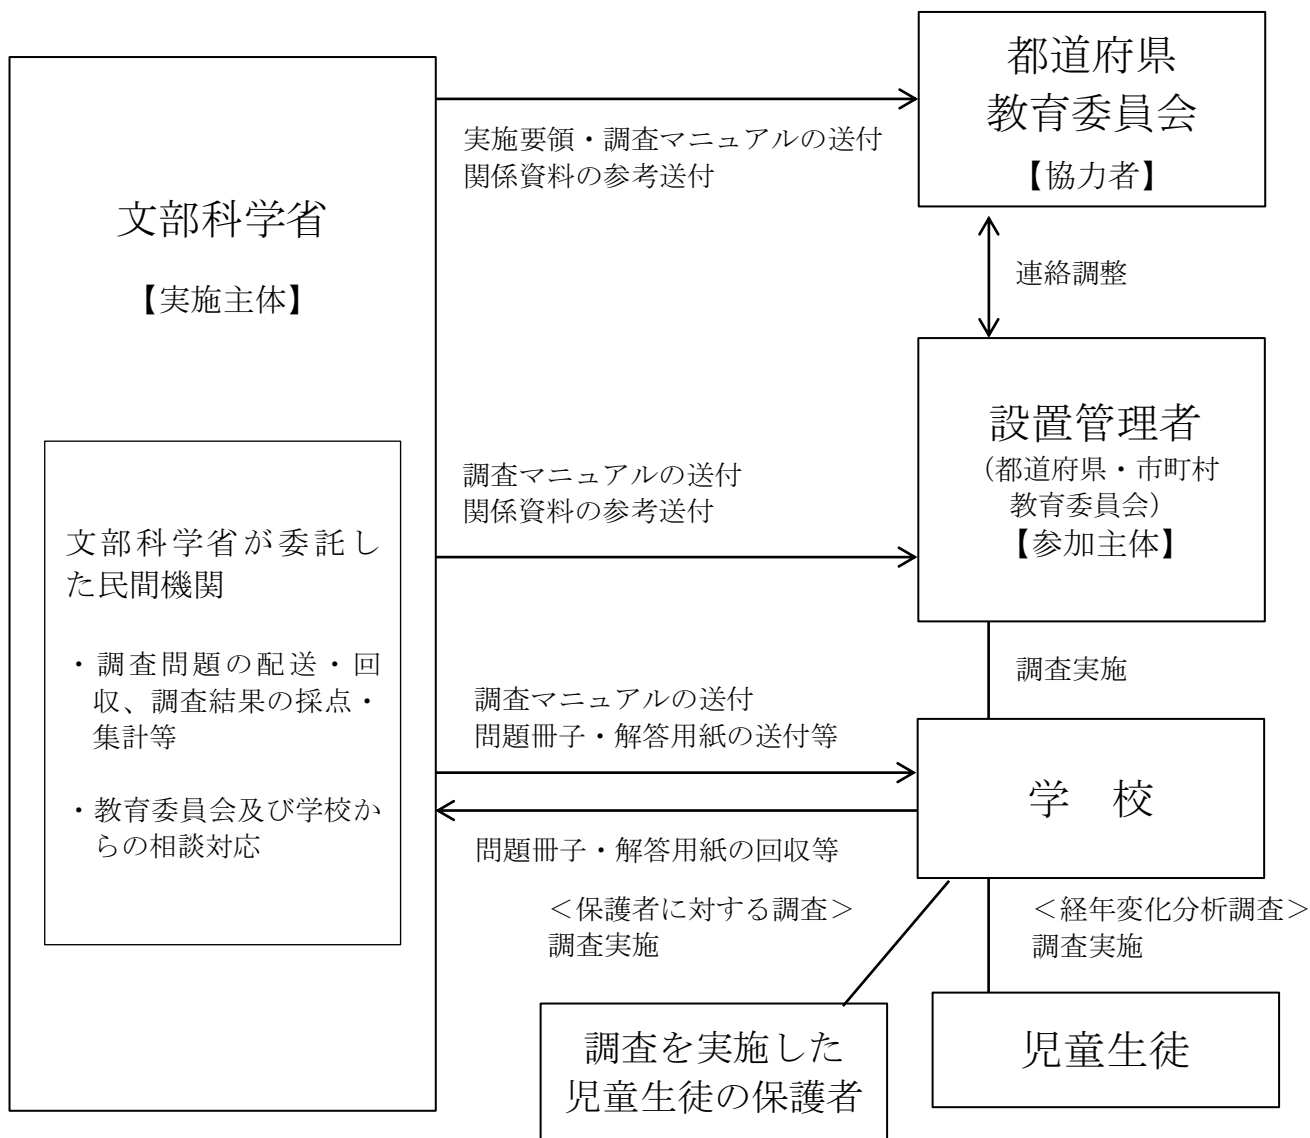 文部科学省
【実施主体】
文部科学省が委託し
た民間機関
・調査問題の配送・回
収、調査結果の採点・
集計等
・教育委員会及び学校か
らの相談対応
実施要領・調査マニュアルの送付
関係資料の参考送付
都道府県
教育委員会
【協力者】
連絡調整
調査マニュアルの送付
関係資料の参考送付
設置管理者
（都道府県・市町村
教育委員会）
【参加主体】
調査実施
調査マニュアルの送付
問題冊子・解答用紙の送付等
学　校
問題冊子・解答用紙の回収等
＜保護者に対する調査＞
調査実施
＜経年変化分析調査＞
調査実施
調査を実施した
児童生徒の保護者
児童生徒